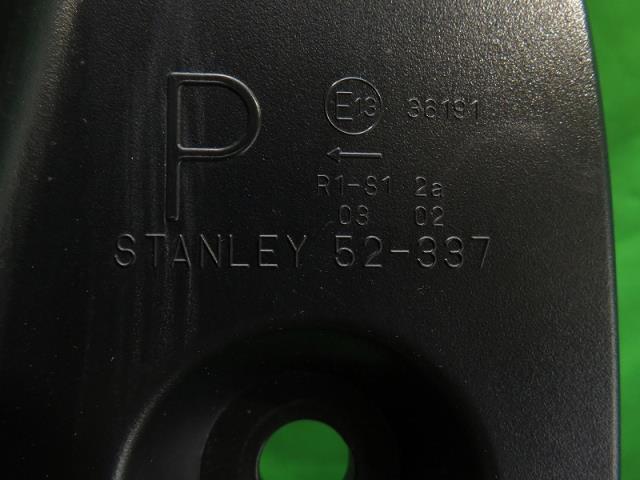 P
E13 36191
←
R1-S1 2a
03 02
STANLEY 52-337